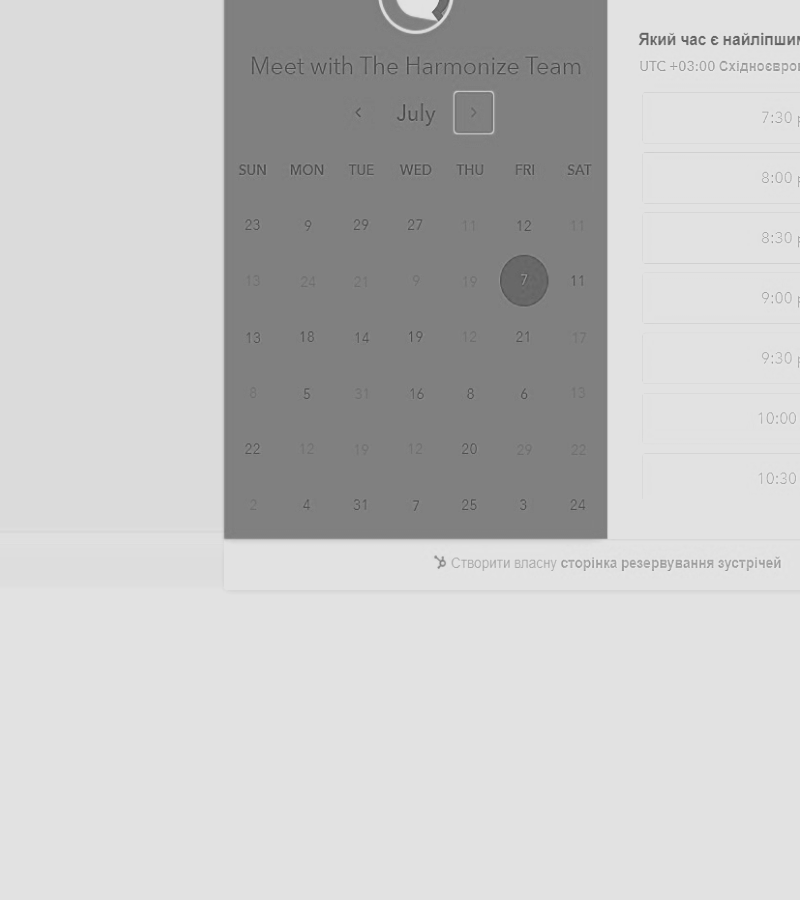 Meet with The Harmonize Team
July
SUN MON TUE WED THU FRI SAT
23 9 29 27 11 12 11
13 24 21 9 19 7 11
13 18 14 19 12 21 17
8 5 31 16 8 6 13
22 12 19 12 20 29 22
2 4 31 7 25 3 24
Який час є
UTC +03:00
7:30
8:00
8:30
9:00
9:30
10:00
10:30
Створити власну сторінка резервування зустрічей